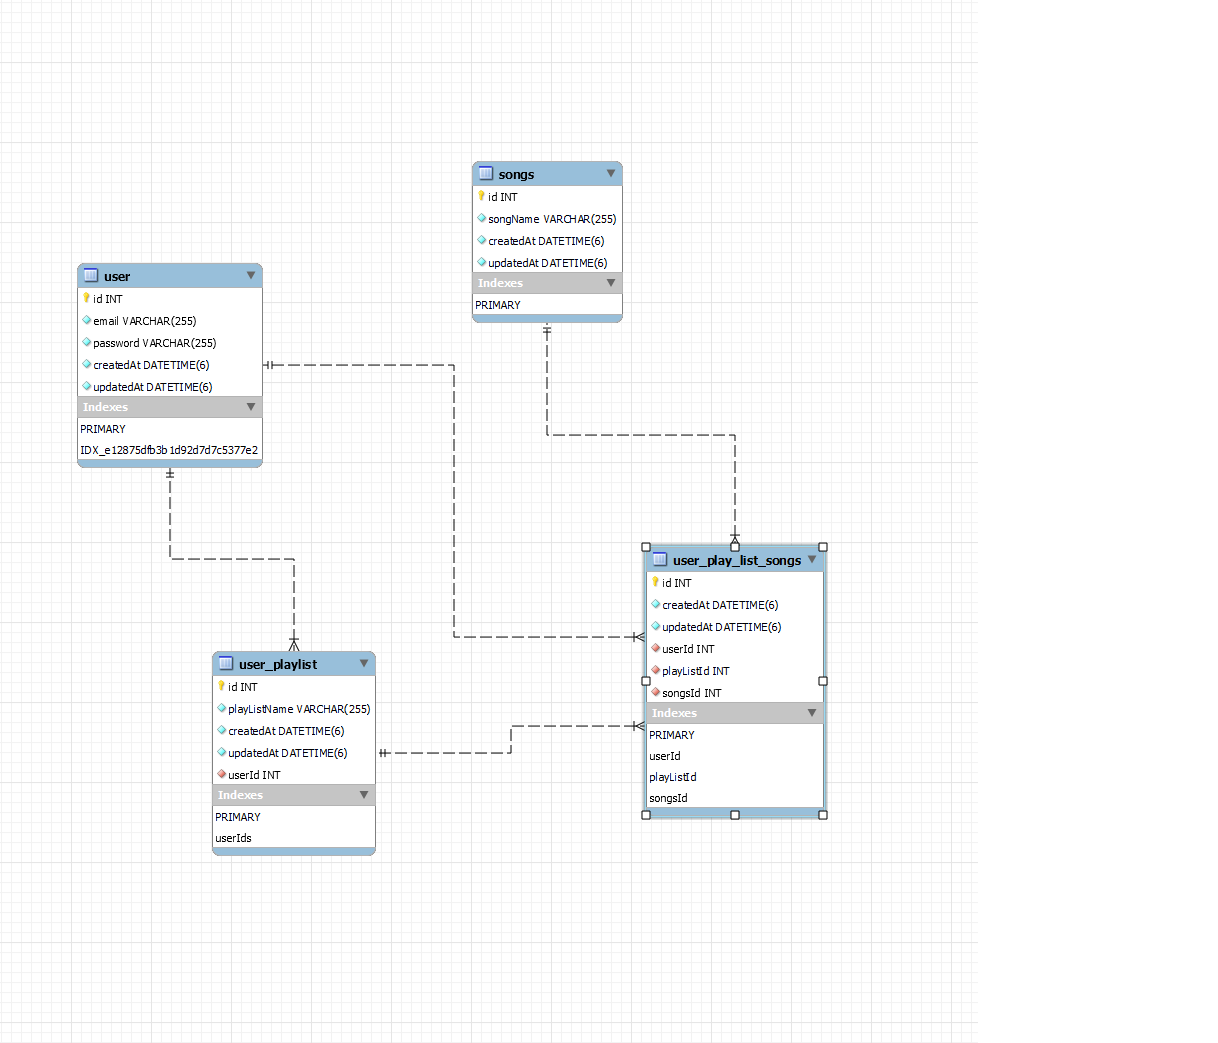 songs
id INT
songName VARCHAR(255)
createdAt DATETIME(6)
updatedAt DATETIME(6)
Indexes
PRIMARY
user
id INT
email VARCHAR(255)
password VARCHAR(255)
createdAt DATETIME(6)
updatedAt DATETIME(6)
Indexes
PRIMARY
IDX_e12875dfb3b1d92d7d7c5377e2
user_play_list_songs
id INT
createdAt DATETIME(6)
updatedAt DATETIME(6)
userId INT
playListId INT
songsId INT
Indexes
PRIMARY
userId
playListId
songsId
user_playlist
id INT
playListName VARCHAR(255)
createdAt DATETIME(6)
updatedAt DATETIME(6)
userId INT
Indexes
PRIMARY
userIds